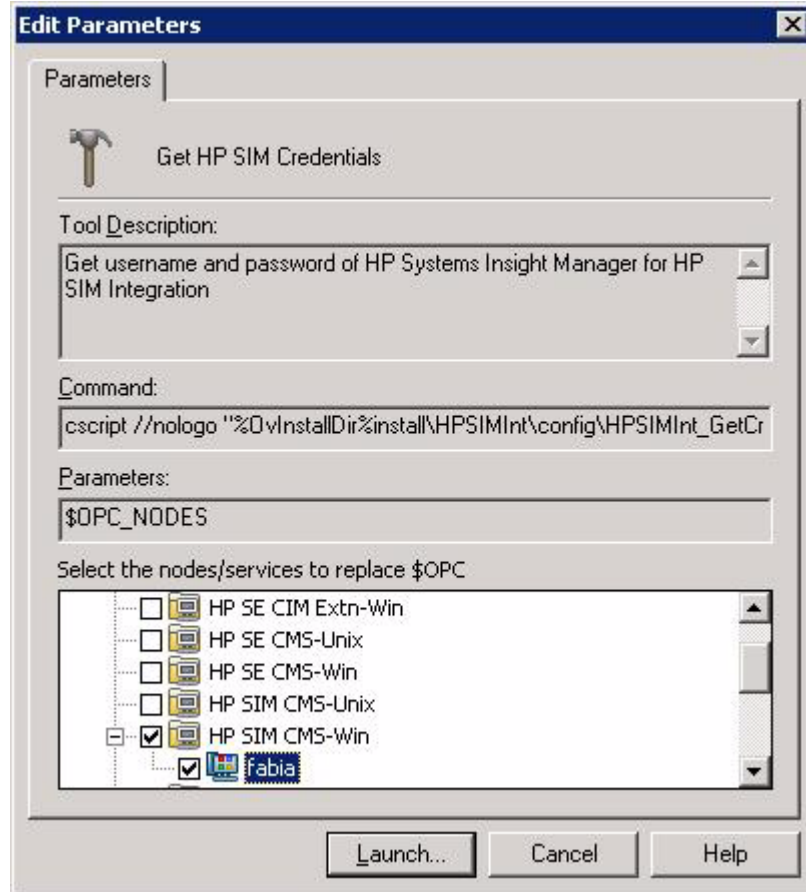 Edit Parameters
Parameters
Get HP SIM Credentials
Tool Description:
Get username and password of HP Systems Insight Manager for HP
SIM Integration
Command:
cscript //nologo "%OvInstallDir%install\HPSIMInt\config\HPSIMInt_GetCr
Parameters:
$OPC_NODES
Select the nodes/services to replace $OPC
HP SE CIM Extn-Win
HP SE CMS-Unix
HP SE CMS-Win
HP SIM CMS-Unix
HP SIM CMS-Win
fabia
Launch... Cancel Help